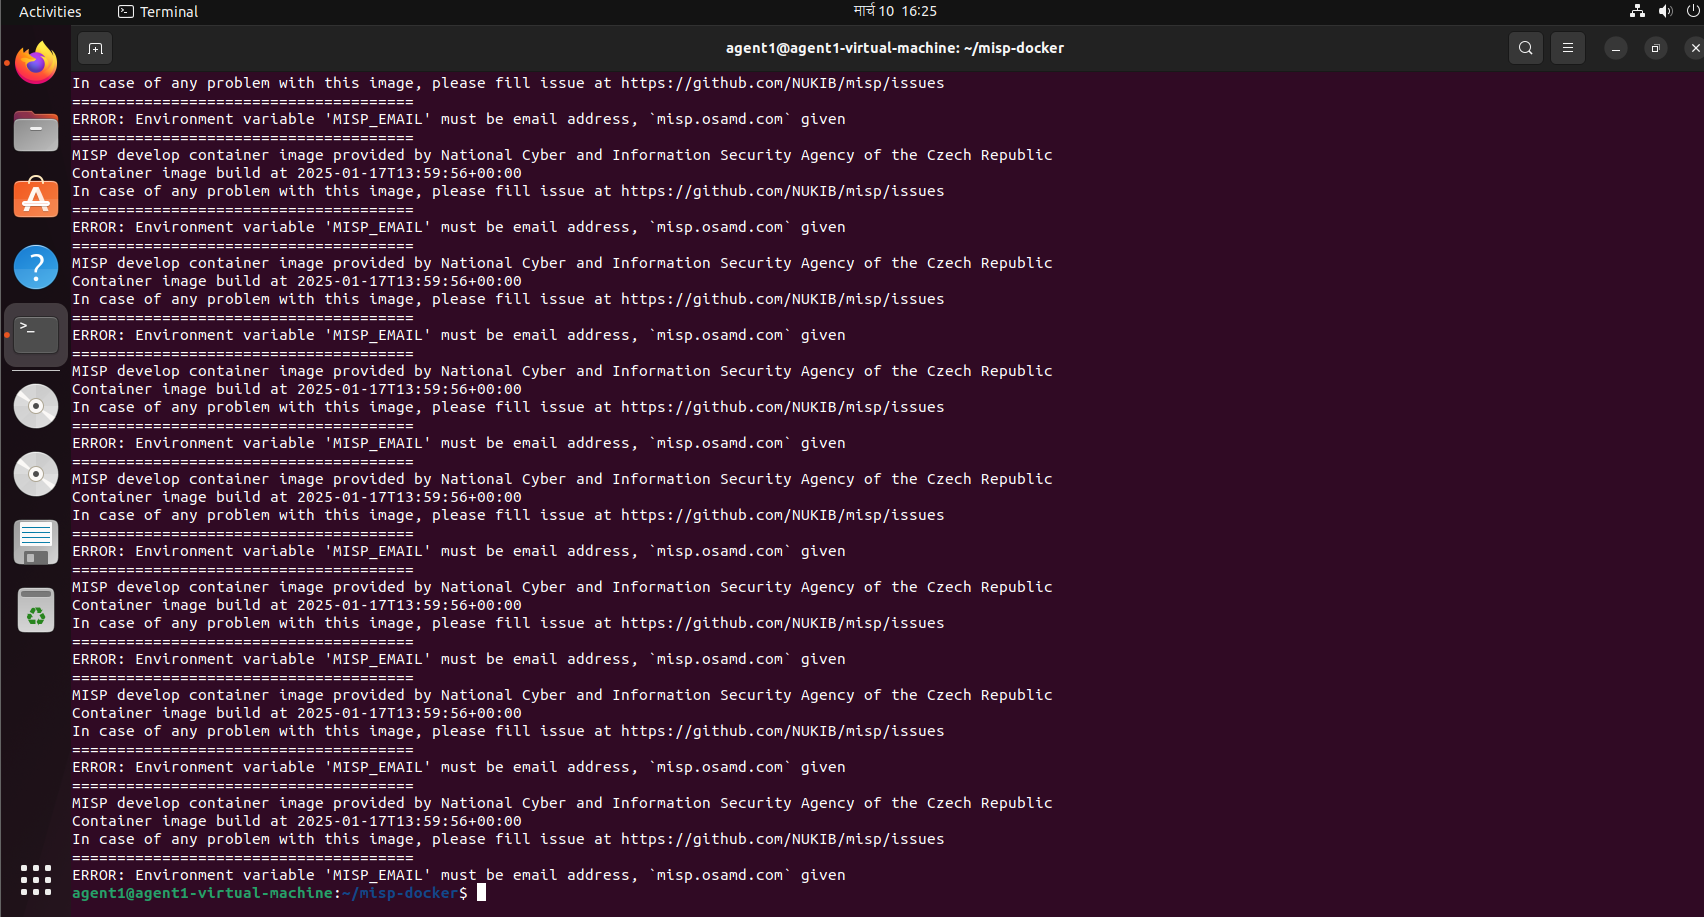 Activities
Terminal
मार्च 10 16:25
agent1@agent1-virtual-machine: ~/misp-docker
In case of any problem with this image, please fill issue at https://github.com/NUKIB/misp/issues
======================================
ERROR: Environment variable 'MISP_EMAIL' must be email address, `misp.osamd.com` given
======================================
MISP develop container image provided by National Cyber and Information Security Agency of the Czech Republic
Container image build at 2025-01-17T13:59:56+00:00
In case of any problem with this image, please fill issue at https://github.com/NUKIB/misp/issues
======================================
ERROR: Environment variable 'MISP_EMAIL' must be email address, `misp.osamd.com` given
======================================
MISP develop container image provided by National Cyber and Information Security Agency of the Czech Republic
Container image build at 2025-01-17T13:59:56+00:00
In case of any problem with this image, please fill issue at https://github.com/NUKIB/misp/issues
======================================
ERROR: Environment variable 'MISP_EMAIL' must be email address, `misp.osamd.com` given
======================================
MISP develop container image provided by National Cyber and Information Security Agency of the Czech Republic
Container image build at 2025-01-17T13:59:56+00:00
In case of any problem with this image, please fill issue at https://github.com/NUKIB/misp/issues
======================================
ERROR: Environment variable 'MISP_EMAIL' must be email address, `misp.osamd.com` given
======================================
MISP develop container image provided by National Cyber and Information Security Agency of the Czech Republic
Container image build at 2025-01-17T13:59:56+00:00
In case of any problem with this image, please fill issue at https://github.com/NUKIB/misp/issues
======================================
ERROR: Environment variable 'MISP_EMAIL' must be email address, `misp.osamd.com` given
======================================
MISP develop container image provided by National Cyber and Information Security Agency of the Czech Republic
Container image build at 2025-01-17T13:59:56+00:00
In case of any problem with this image, please fill issue at https://github.com/NUKIB/misp/issues
======================================
ERROR: Environment variable 'MISP_EMAIL' must be email address, `misp.osamd.com` given
======================================
MISP develop container image provided by National Cyber and Information Security Agency of the Czech Republic
Container image build at 2025-01-17T13:59:56+00:00
In case of any problem with this image, please fill issue at https://github.com/NUKIB/misp/issues
======================================
ERROR: Environment variable 'MISP_EMAIL' must be email address, `misp.osamd.com` given
======================================
MISP develop container image provided by National Cyber and Information Security Agency of the Czech Republic
Container image build at 2025-01-17T13:59:56+00:00
In case of any problem with this image, please fill issue at https://github.com/NUKIB/misp/issues
======================================
ERROR: Environment variable 'MISP_EMAIL' must be email address, `misp.osamd.com` given
agent1@agent1-virtual-machine:~/misp-docker$